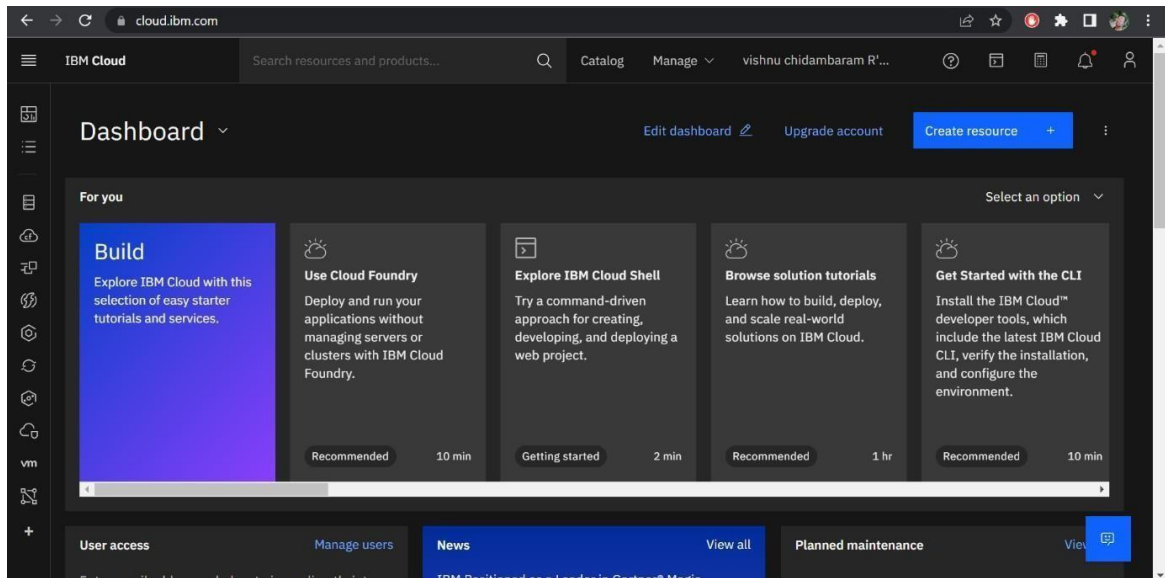 cloud.ibm.com
IBM Cloud
Search resources and products...
Catalog
Manage
vishnu chidambaram R'...
Dashboard
Edit dashboard
Upgrade account
Create resource +
For you
Select an option
Build
Explore IBM Cloud with this
selection of easy starter
tutorials and services.
Use Cloud Foundry
Deploy and run your
applications without
managing servers or
clusters with IBM Cloud
Foundry.
Recommended
10 min
Explore IBM Cloud Shell
Try a command-driven
approach for creating,
developing, and deploying a
web project.
Getting started
2 min
Browse solution tutorials
Learn how to build, deploy,
and scale real-world
solutions on IBM Cloud.
Recommended
1 hr
Get Started with the CLI
Install the IBM Cloud™
developer tools, which
include the latest IBM Cloud
CLI, verify the installation,
and configure the
environment.
Recommended
10 min
vm
User access
Manage users
News
View all
Planned maintenance